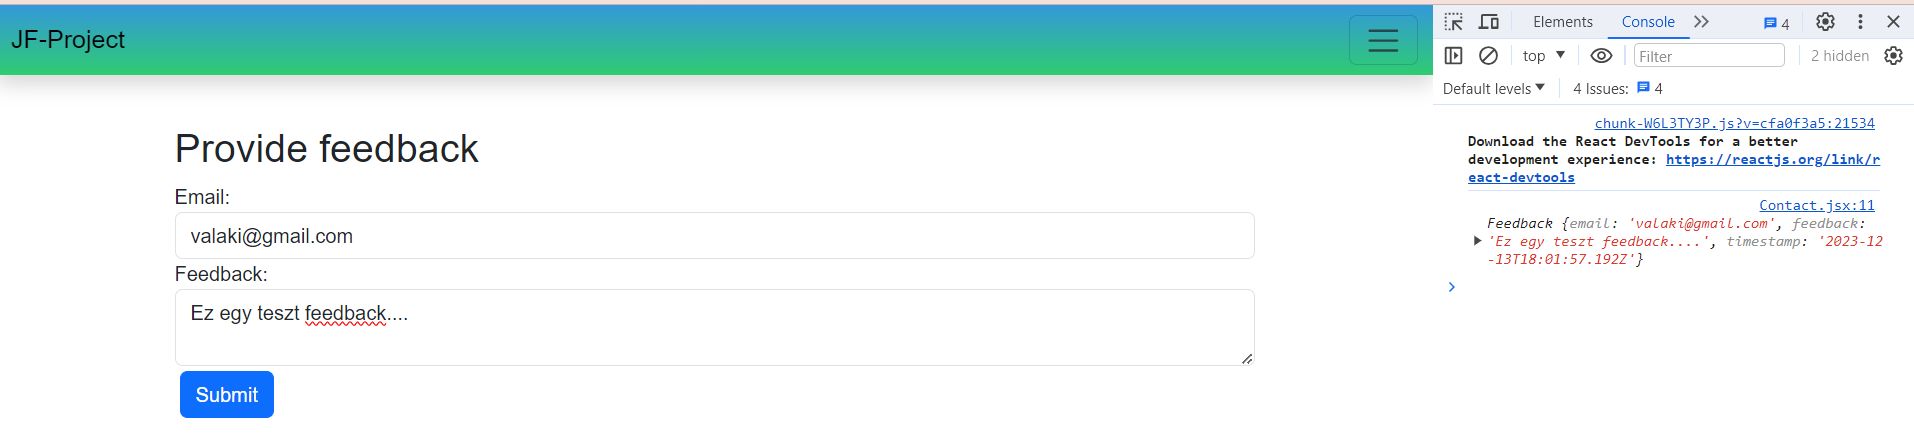 JF-Project
Provide feedback
Email:
valaki@gmail.com
Feedback:
Ez egy teszt feedback....
Submit
Elements Console 4
top Filter 2 hidden
Default levels 4 Issues: 4
chunk-W6L3TY3P.js?v=cfa0f3a5:21534
Download the React DevTools for a better
development experience: https://reactjs.org/link/r
eact-devtools
Contact.jsx:11
Feedback {email: 'valaki@gmail.com', feedback:
'Ez egy teszt feedback....', timestamp: '2023-12
-13T18:01:57.192Z'}